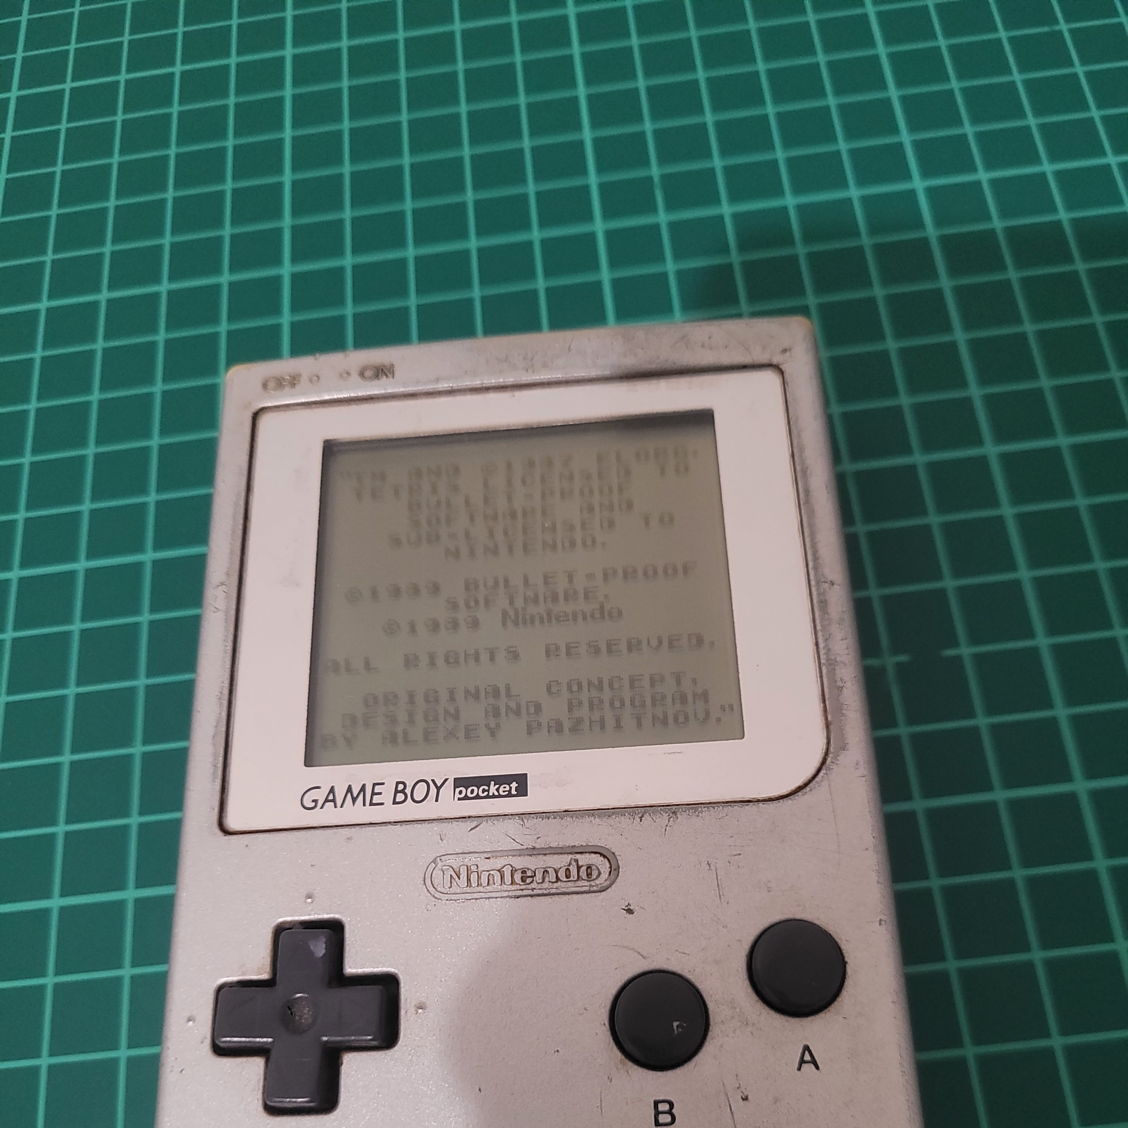 OFF ON
"TM AND ©1987 ELORG,
TETRIS LICENSED TO
BULLET-PROOF
SOFTWARE AND
SUB-LICENSED TO
NINTENDO.
©1989 BULLET-PROOF
SOFTWARE.
©1989 Nintendo
ALL RIGHTS RESERVED.
ORIGINAL CONCEPT,
DESIGN AND PROGRAM
BY ALEXEY PAZHITNOV."
GAME BOY pocket
Nintendo
A
B